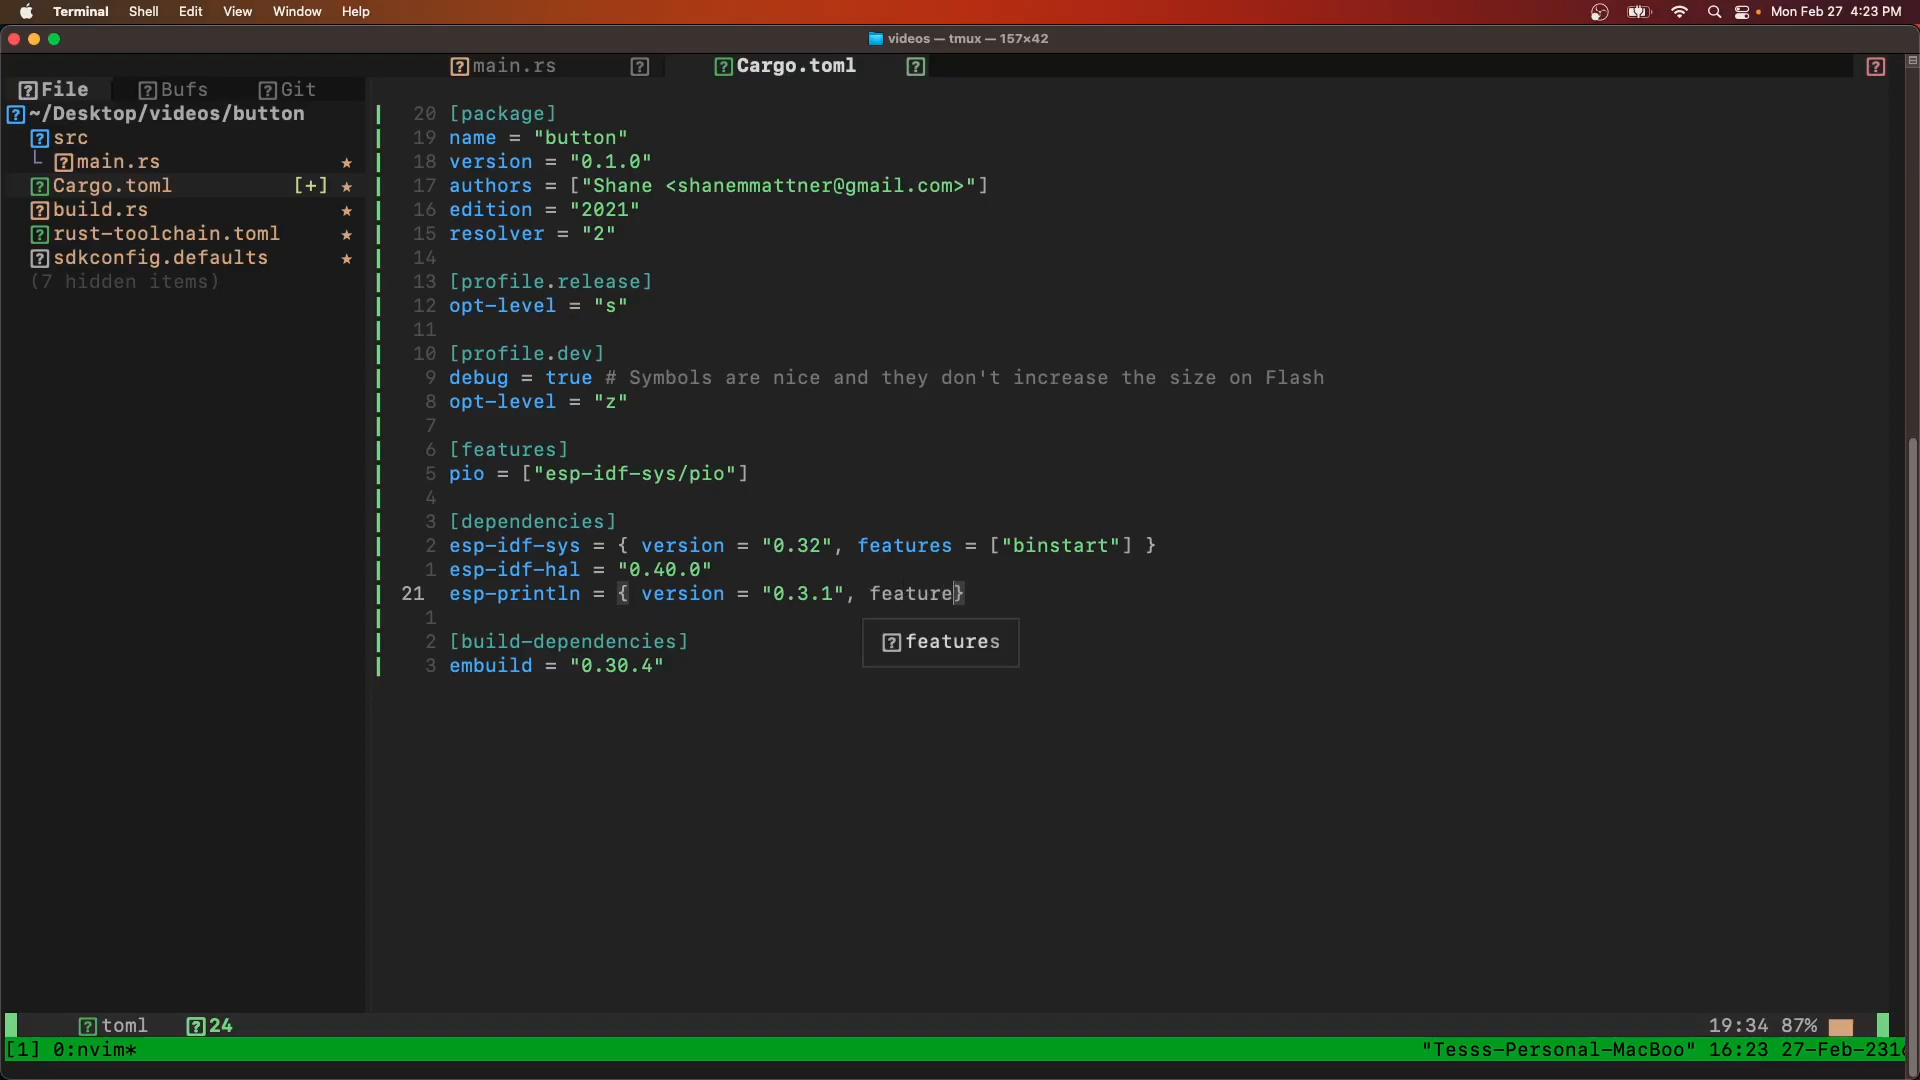 Terminal Shell Edit View Window Help Mon Feb 27 4:23 PM
videos — tmux — 157×42
main.rs Cargo.toml
File Bufs Git
~/Desktop/videos/button
src
main.rs ★
Cargo.toml [+] ★
build.rs ★
rust-toolchain.toml ★
sdkconfig.defaults ★
(7 hidden items)
20 [package]
19 name = "button"
18 version = "0.1.0"
17 authors = ["Shane <shanemmattner@gmail.com>"]
16 edition = "2021"
15 resolver = "2"
14
13 [profile.release]
12 opt-level = "s"
11
10 [profile.dev]
9 debug = true # Symbols are nice and they don't increase the size on Flash
8 opt-level = "z"
7
6 [features]
5 pio = ["esp-idf-sys/pio"]
4
3 [dependencies]
2 esp-idf-sys = { version = "0.32", features = ["binstart"] }
1 esp-idf-hal = "0.40.0"
21 esp-println = { version = "0.3.1", feature}
1
features
2 [build-dependencies]
3 embuild = "0.30.4"
toml 24 19:34 87%
[1] 0:nvim* "Tesss-Personal-MacBoo" 16:23 27-Feb-23